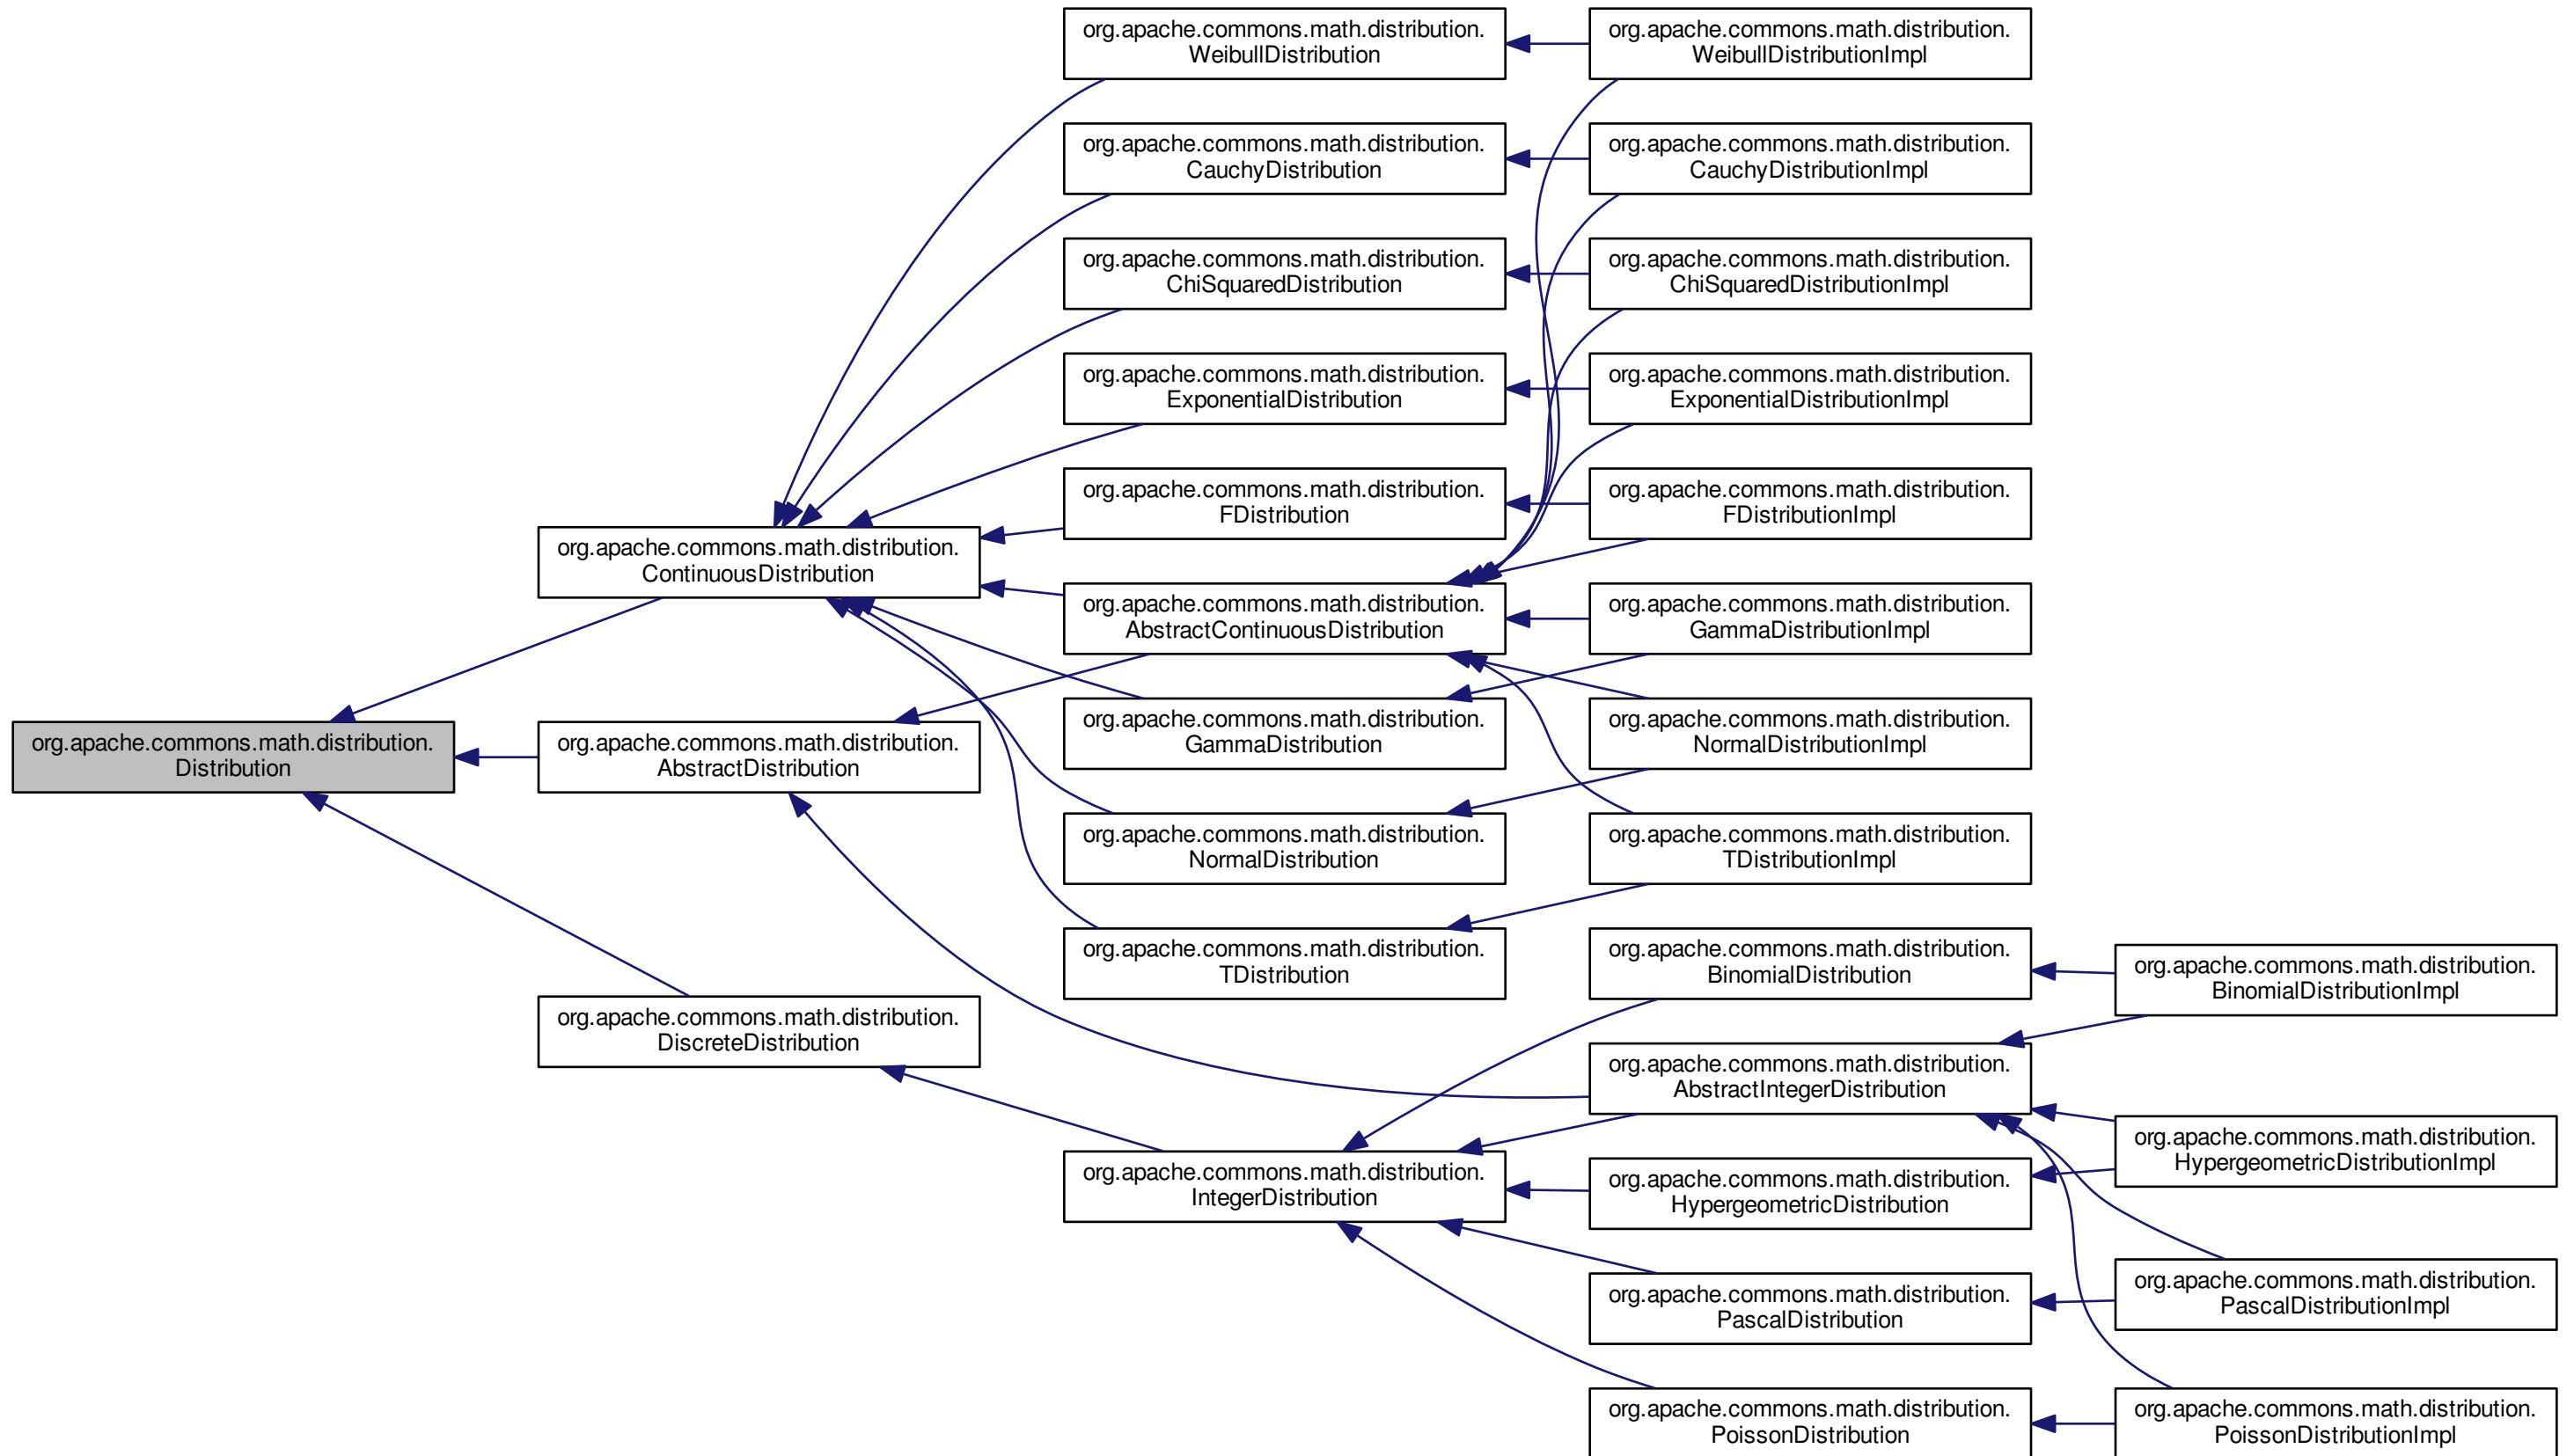 org.apache.commons.math.distribution.
Distribution
org.apache.commons.math.distribution.
ContinuousDistribution
org.apache.commons.math.distribution.
AbstractDistribution
org.apache.commons.math.distribution.
DiscreteDistribution
org.apache.commons.math.distribution.
WeibullDistribution
org.apache.commons.math.distribution.
CauchyDistribution
org.apache.commons.math.distribution.
ChiSquaredDistribution
org.apache.commons.math.distribution.
ExponentialDistribution
org.apache.commons.math.distribution.
FDistribution
org.apache.commons.math.distribution.
AbstractContinuousDistribution
org.apache.commons.math.distribution.
GammaDistribution
org.apache.commons.math.distribution.
NormalDistribution
org.apache.commons.math.distribution.
TDistribution
org.apache.commons.math.distribution.
IntegerDistribution
org.apache.commons.math.distribution.
WeibullDistributionImpl
org.apache.commons.math.distribution.
CauchyDistributionImpl
org.apache.commons.math.distribution.
ChiSquaredDistributionImpl
org.apache.commons.math.distribution.
ExponentialDistributionImpl
org.apache.commons.math.distribution.
FDistributionImpl
org.apache.commons.math.distribution.
GammaDistributionImpl
org.apache.commons.math.distribution.
NormalDistributionImpl
org.apache.commons.math.distribution.
TDistributionImpl
org.apache.commons.math.distribution.
BinomialDistribution
org.apache.commons.math.distribution.
AbstractIntegerDistribution
org.apache.commons.math.distribution.
HypergeometricDistribution
org.apache.commons.math.distribution.
PascalDistribution
org.apache.commons.math.distribution.
PoissonDistribution
org.apache.commons.math.distribution.
BinomialDistributionImpl
org.apache.commons.math.distribution.
HypergeometricDistributionImpl
org.apache.commons.math.distribution.
PascalDistributionImpl
org.apache.commons.math.distribution.
PoissonDistributionImpl